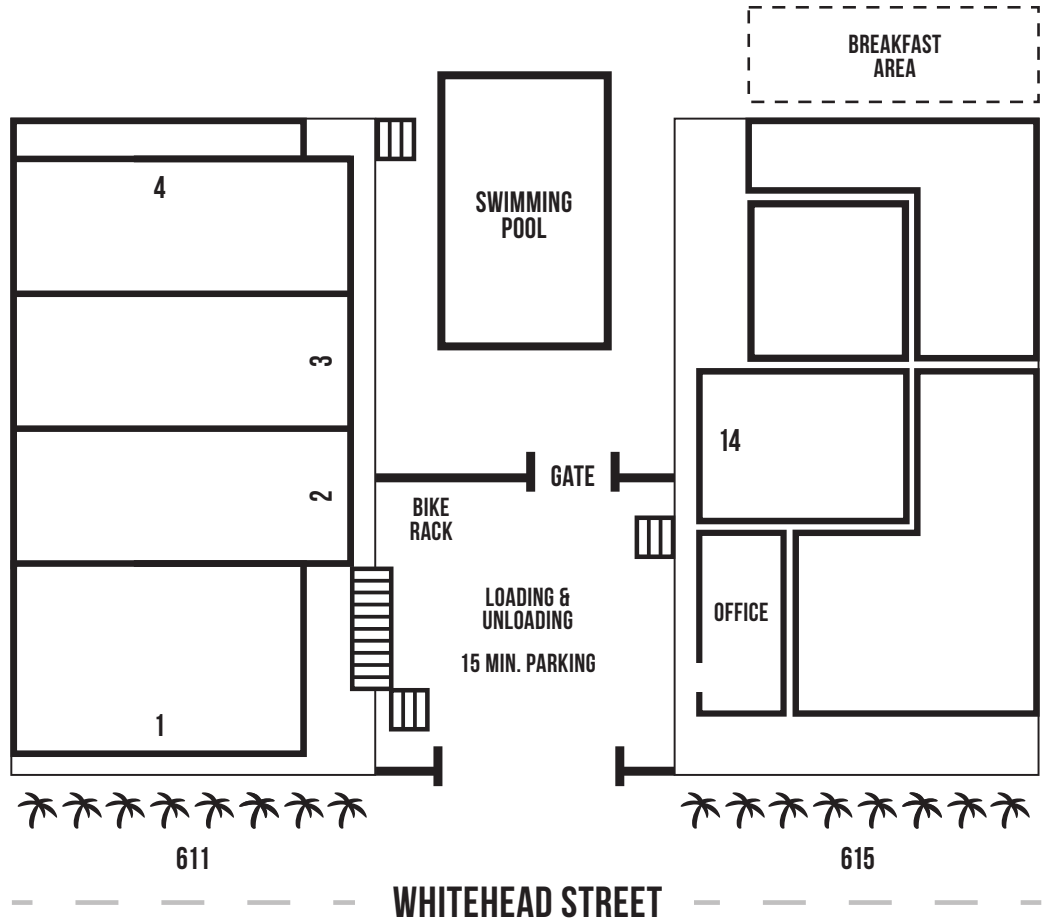 BREAKFAST
AREA
4
SWIMMING
POOL
3
14
GATE
2
BIKE
RACK
LOADING &
UNLOADING
OFFICE
15 MIN. PARKING
1
611
615
WHITEHEAD STREET